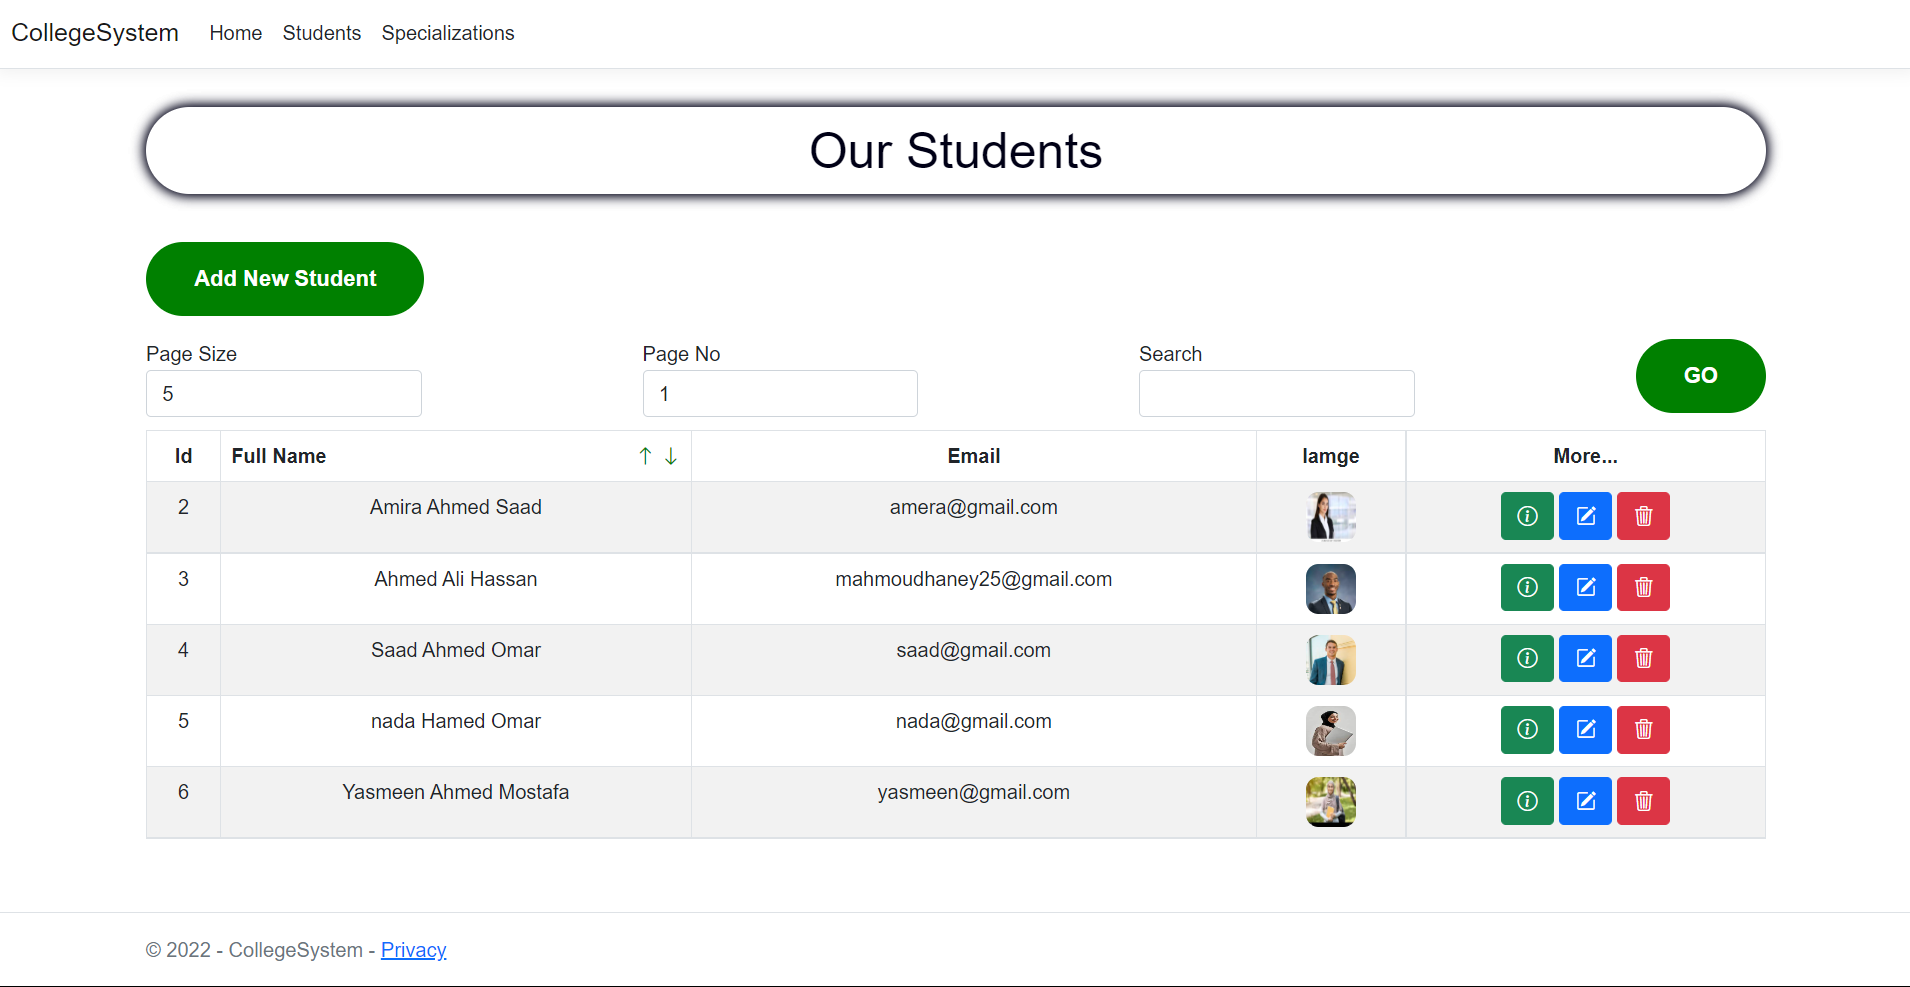 CollegeSystem Home Students Specializations
Our Students
Add New Student
Page Size Page No Search
GO
5 1
Id Full Name ↑ ↓ Email Iamge More...
2 Amira Ahmed Saad amera@gmail.com
3 Ahmed Ali Hassan mahmoudhaney25@gmail.com
4 Saad Ahmed Omar saad@gmail.com
5 nada Hamed Omar nada@gmail.com
6 Yasmeen Ahmed Mostafa yasmeen@gmail.com
© 2022 - CollegeSystem - Privacy